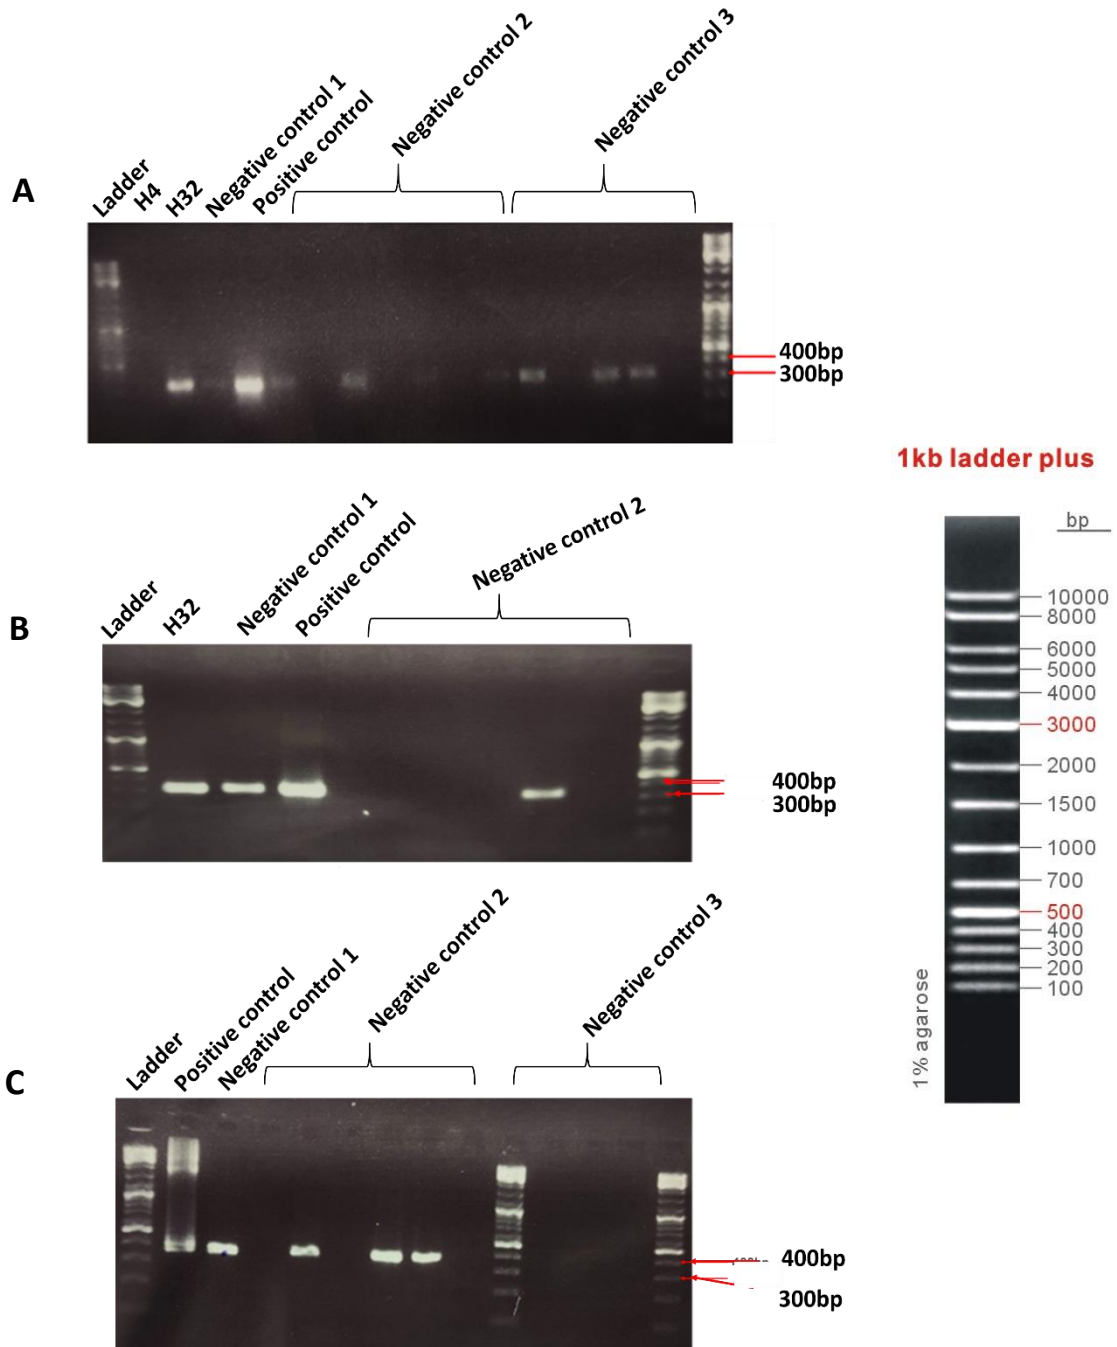 A
Ladder
H4
H32
Negative control 1
Positive control
Negative control 2
Negative control 3
400bp
300bp
1kb ladder plus
bp
10000
8000
6000
5000
4000
3000
2000
1500
1000
700
500
400
300
200
100
1% agarose
B
Ladder
H32
Negative control 1
Positive control
Negative control 2
400bp
300bp
C
Ladder
Positive control
Negative control 1
Negative control 2
Negative control 3
400bp
300bp